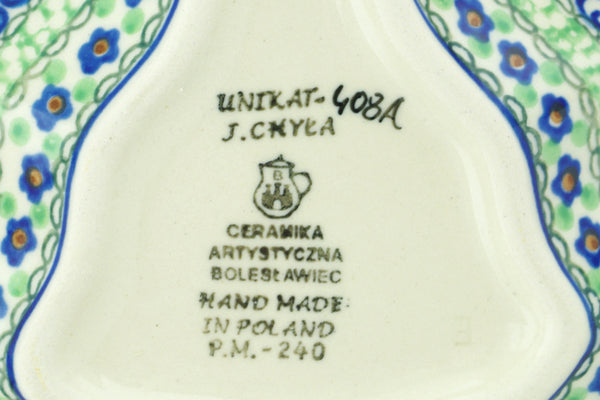 UNIKAT-408A
J. CHYŁA
B
CERAMIKA
ARTYSTYCZNA
BOLESŁAWIEC
HAND MADE
IN POLAND
P.M.-240
E